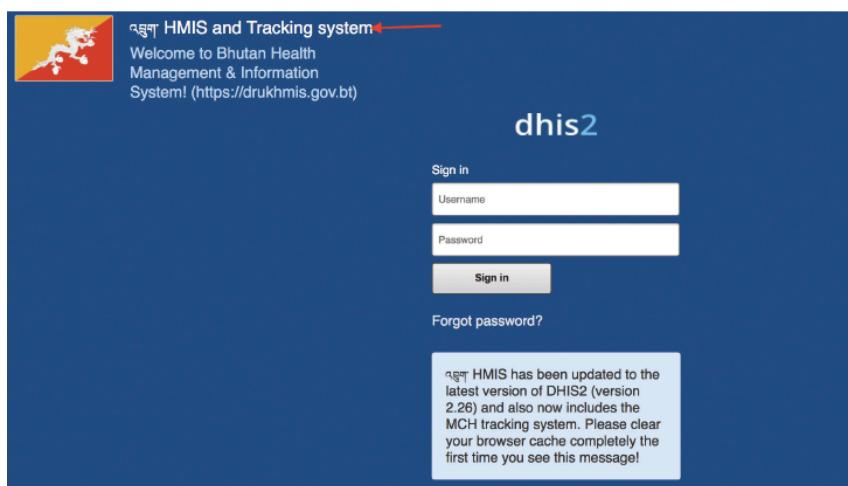 འབྲུག HMIS and Tracking system
Welcome to Bhutan Health
Management & Information
System! (https://drukhmis.gov.bt)
dhis2
Sign in
Username
Password
Sign in
Forgot password?
འབྲུག HMIS has been updated to the
latest version of DHIS2 (version
2.26) and also now includes the
MCH tracking system. Please clear
your browser cache completely the
first time you see this message!